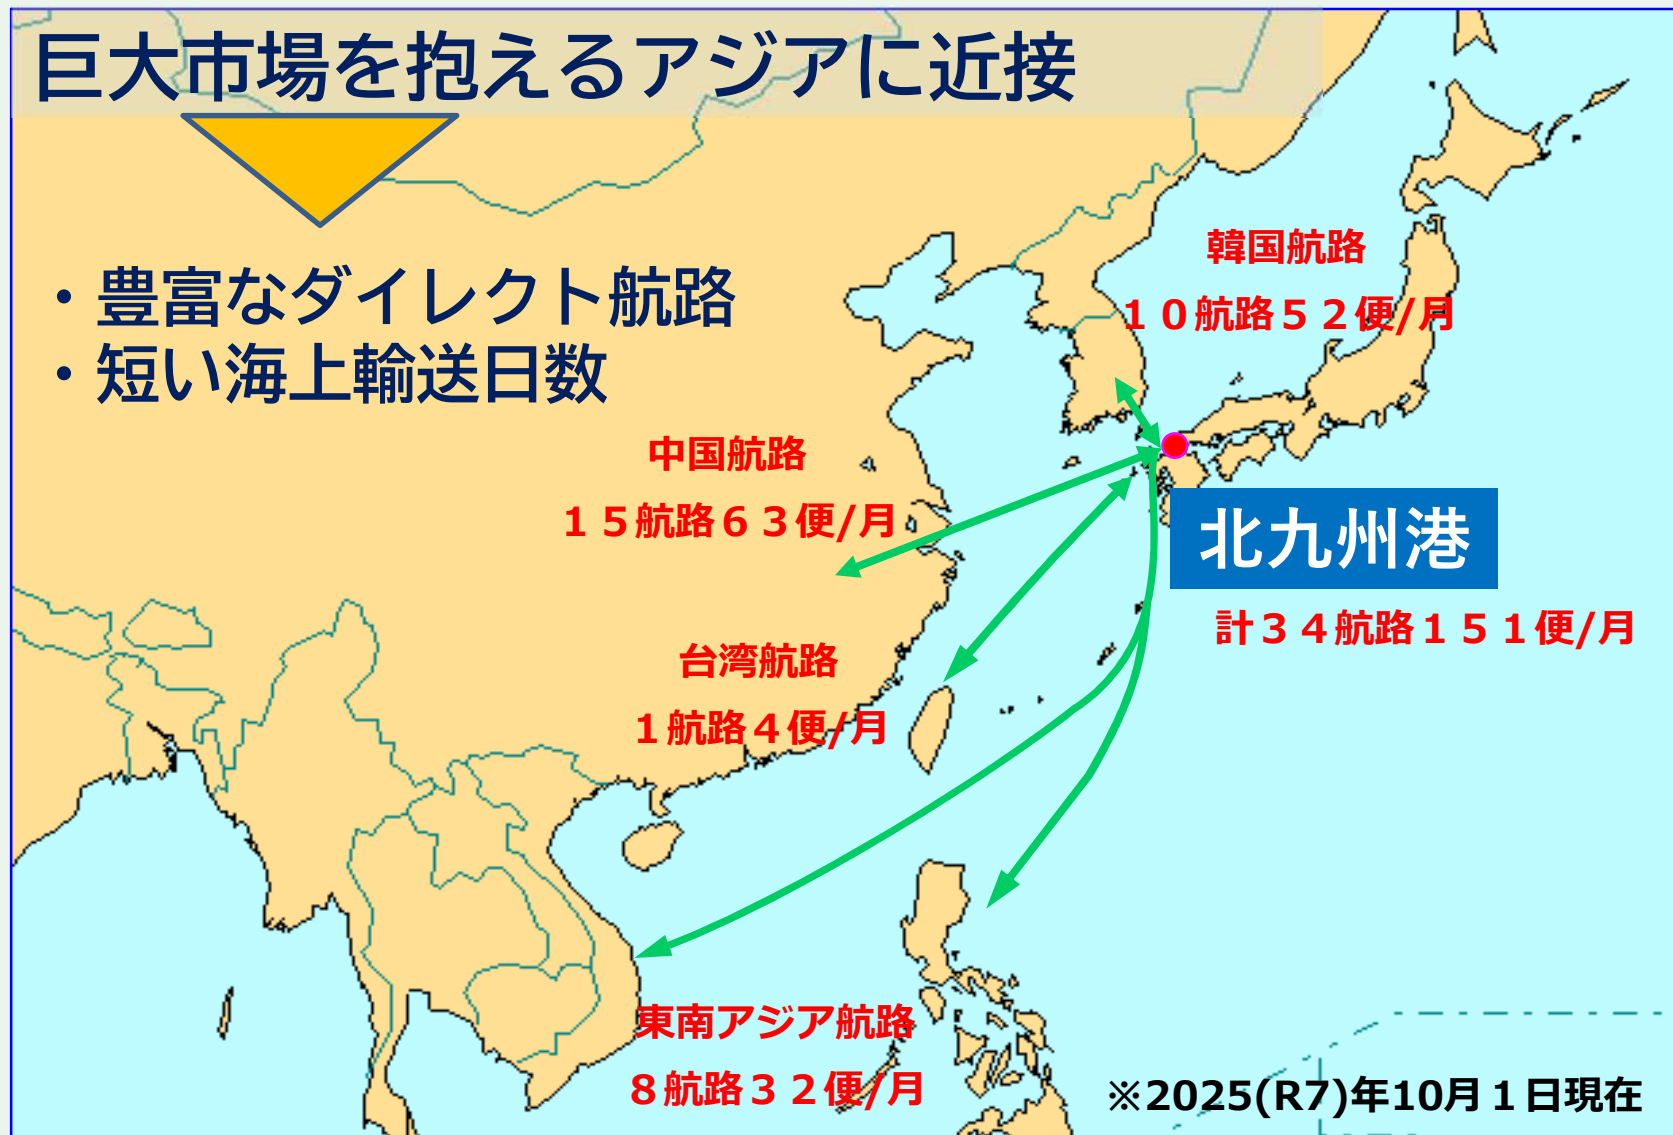 巨大市場を抱えるアジアに近接
・豊富なダイレクト航路
・短い海上輸送日数
韓国航路
１０航路５２便/月
中国航路
１５航路６３便/月
北九州港
計３４航路１５１便/月
台湾航路
１航路４便/月
東南アジア航路
８航路３２便/月
※2025(R7)年10月１日現在